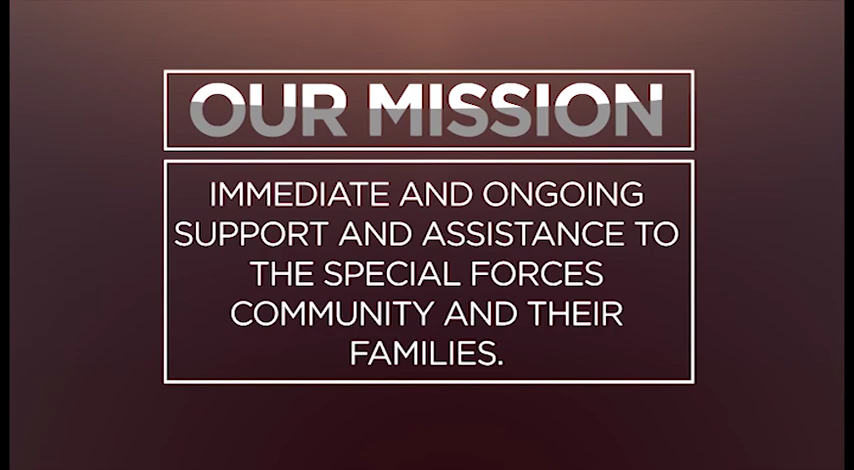 OUR MISSION
IMMEDIATE AND ONGOING
SUPPORT AND ASSISTANCE TO
THE SPECIAL FORCES
COMMUNITY AND THEIR
FAMILIES.